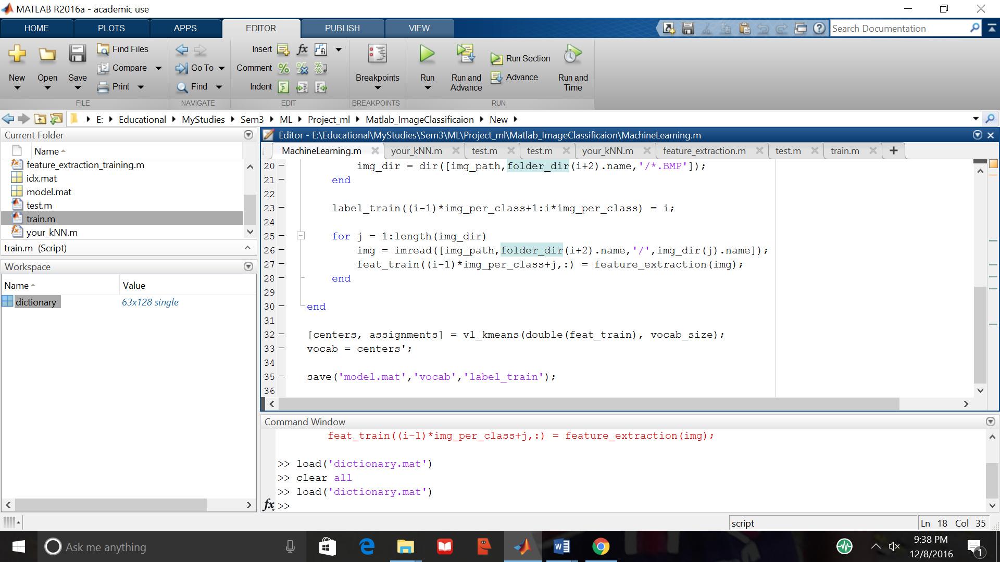 MATLAB R2016a - academic use
HOME PLOTS APPS EDITOR PUBLISH VIEW
Search Documentation
New
Open
Save
Find Files
Compare
Print
FILE
Go To
Find
NAVIGATE
Insert fx fi
Comment
Indent
EDIT
Breakpoints
BREAKPOINTS
Run
Run and Advance
Run Section
Advance
Run and Time
RUN
E: Educational MyStudies Sem3 ML Project_ml Matlab_ImageClassificaion New
Current Folder
Name
feature_extraction_training.m
idx.mat
model.mat
test.m
train.m
your_kNN.m
train.m (Script)
Workspace
Name Value
dictionary 63x128 single
Editor - E:\Educational\MyStudies\Sem3\ML\Project_ml\Matlab_ImageClassificaion\MachineLearning.m
MachineLearning.m your_kNN.m test.m test.m your_kNN.m feature_extraction.m test.m train.m
20 img_dir = dir([img_path,folder_dir(i+2).name,'/*.BMP']);
21 end
22
23 label_train((i-1)*img_per_class+1:i*img_per_class) = i;
24
25 for j = 1:length(img_dir)
26 img = imread([img_path,folder_dir(i+2).name,'/',img_dir(j).name]);
27 feat_train((i-1)*img_per_class+j,:) = feature_extraction(img);
28 end
29
30 end
31
32 [centers, assignments] = vl_kmeans(double(feat_train), vocab_size);
33 vocab = centers';
34
35 save('model.mat','vocab','label_train');
36
Command Window
feat_train((i-1)*img_per_class+j,:) = feature_extraction(img);
>> load('dictionary.mat')
>> clear all
>> load('dictionary.mat')
fx >>
script
Ln 18 Col 35
Ask me anything
9:38 PM
12/8/2016
1